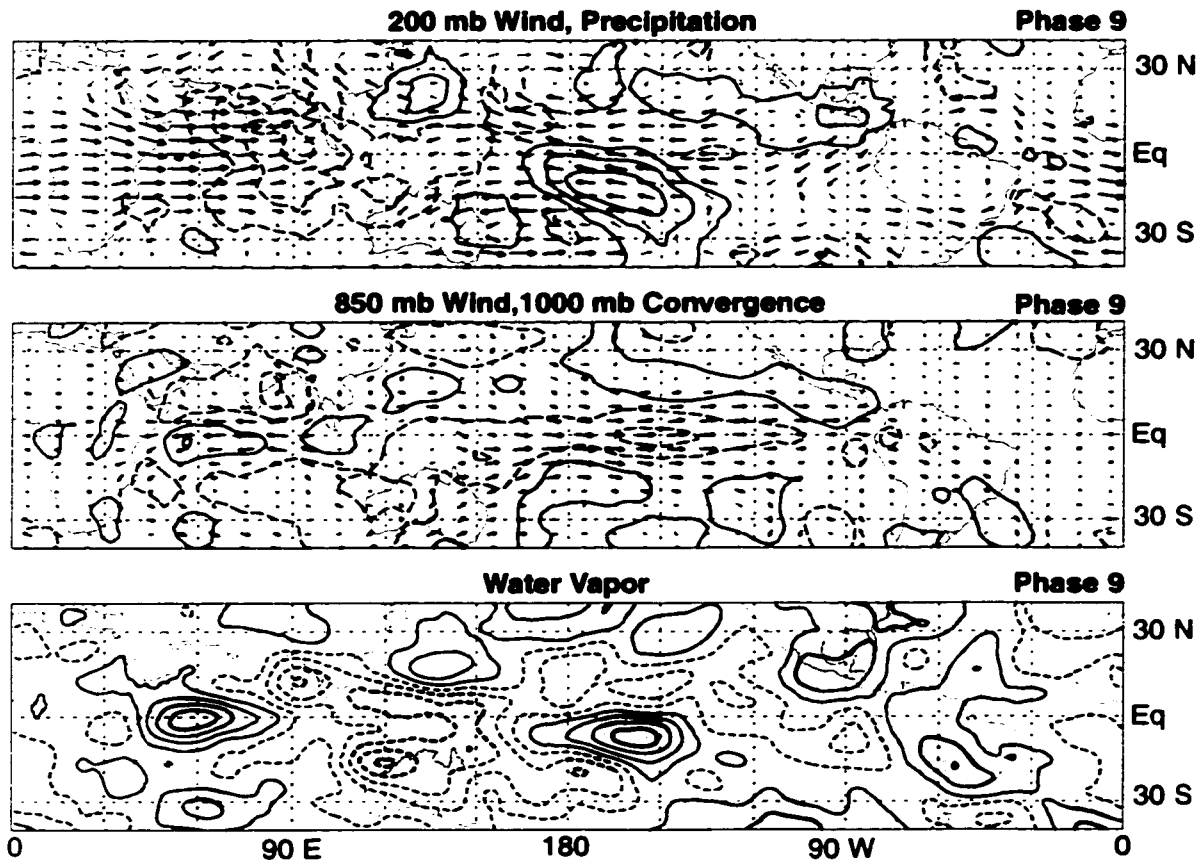 200 mb Wind, Precipitation Phase 9
30 N
Eq
30 S
850 mb Wind,1000 mb Convergence Phase 9
30 N
Eq
30 S
Water Vapor Phase 9
30 N
Eq
30 S
0 90 E 180 90 W 0